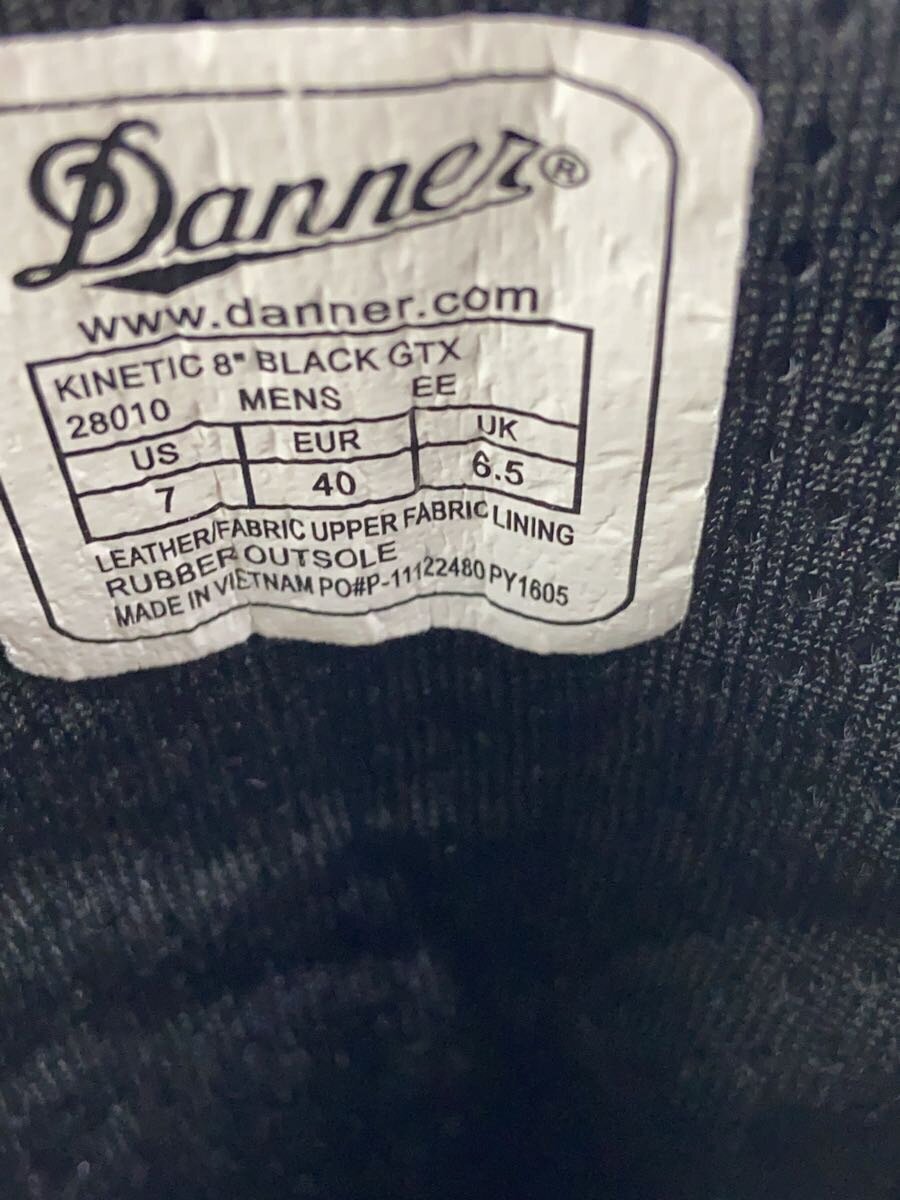 Danner®
www.danner.com
KINETIC 8" BLACK GTX
28010 MENS EE
US EUR UK
7 40 6.5
LEATHER/FABRIC UPPER FABRIC LINING
RUBBER OUTSOLE
MADE IN VIETNAM PO#P-11122480 PY1605